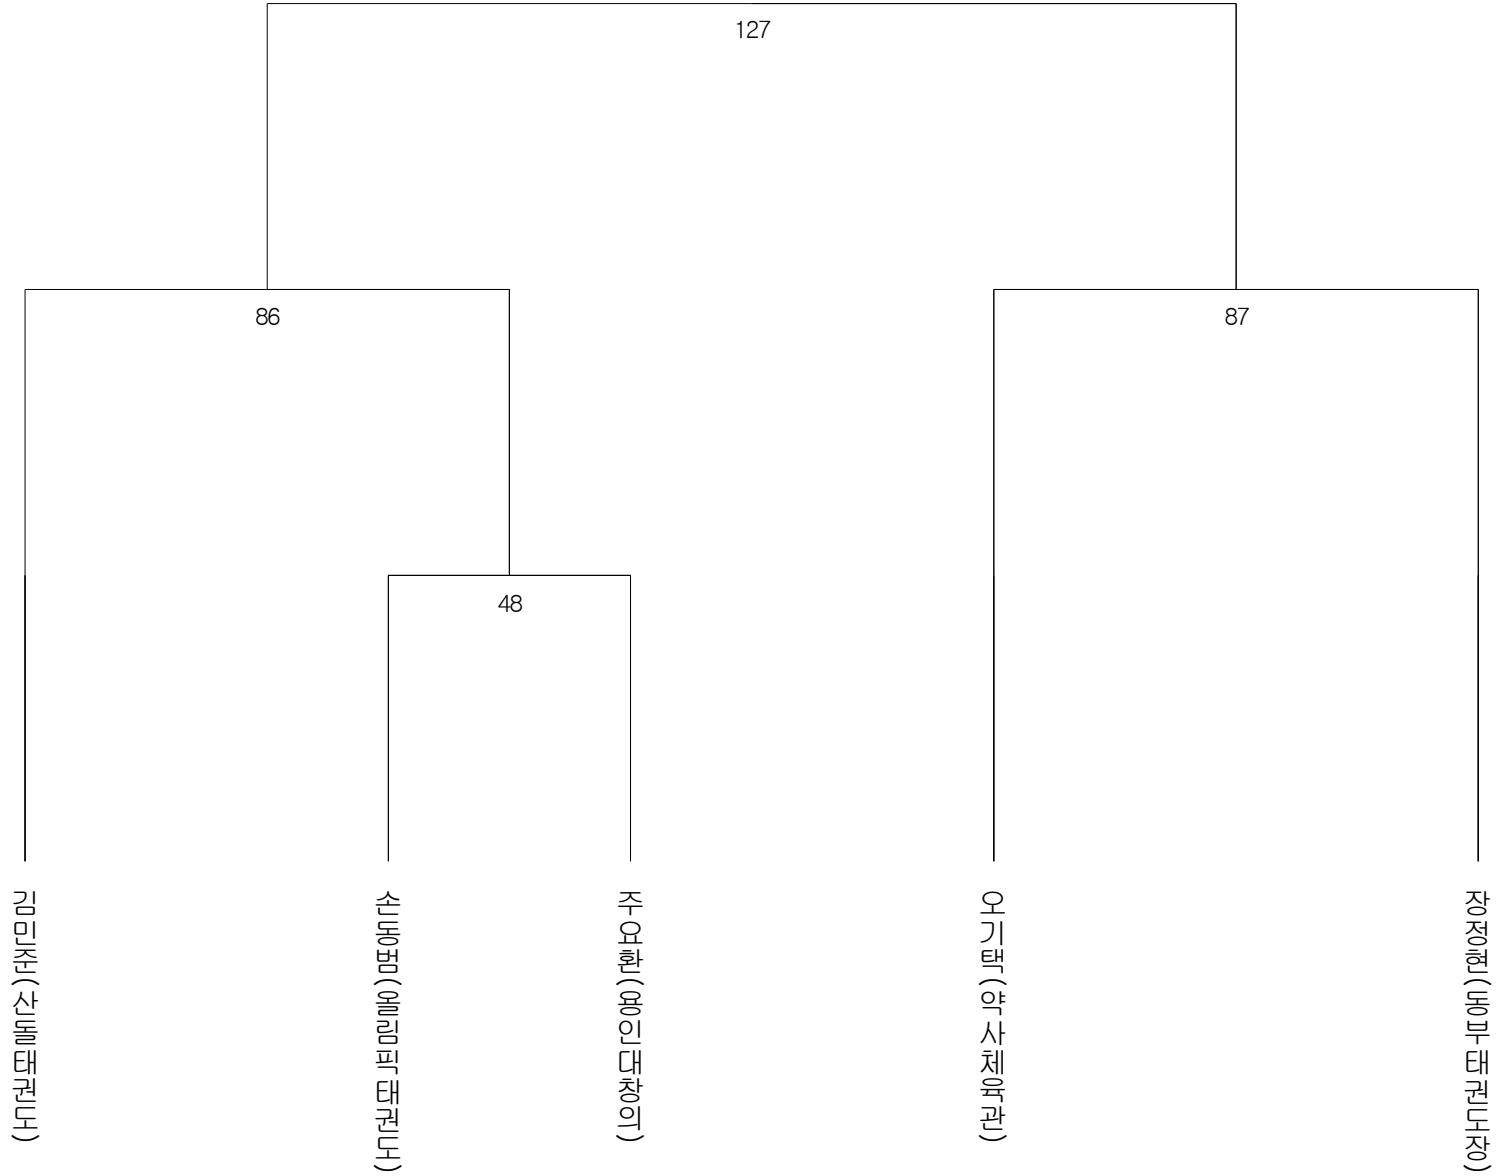 127
86
87
48
김민준(산돌태권도)
손동범(올림픽태권도)
주요환(용인대창의)
오기택(약사체육관)
장정현(동부태권도장)